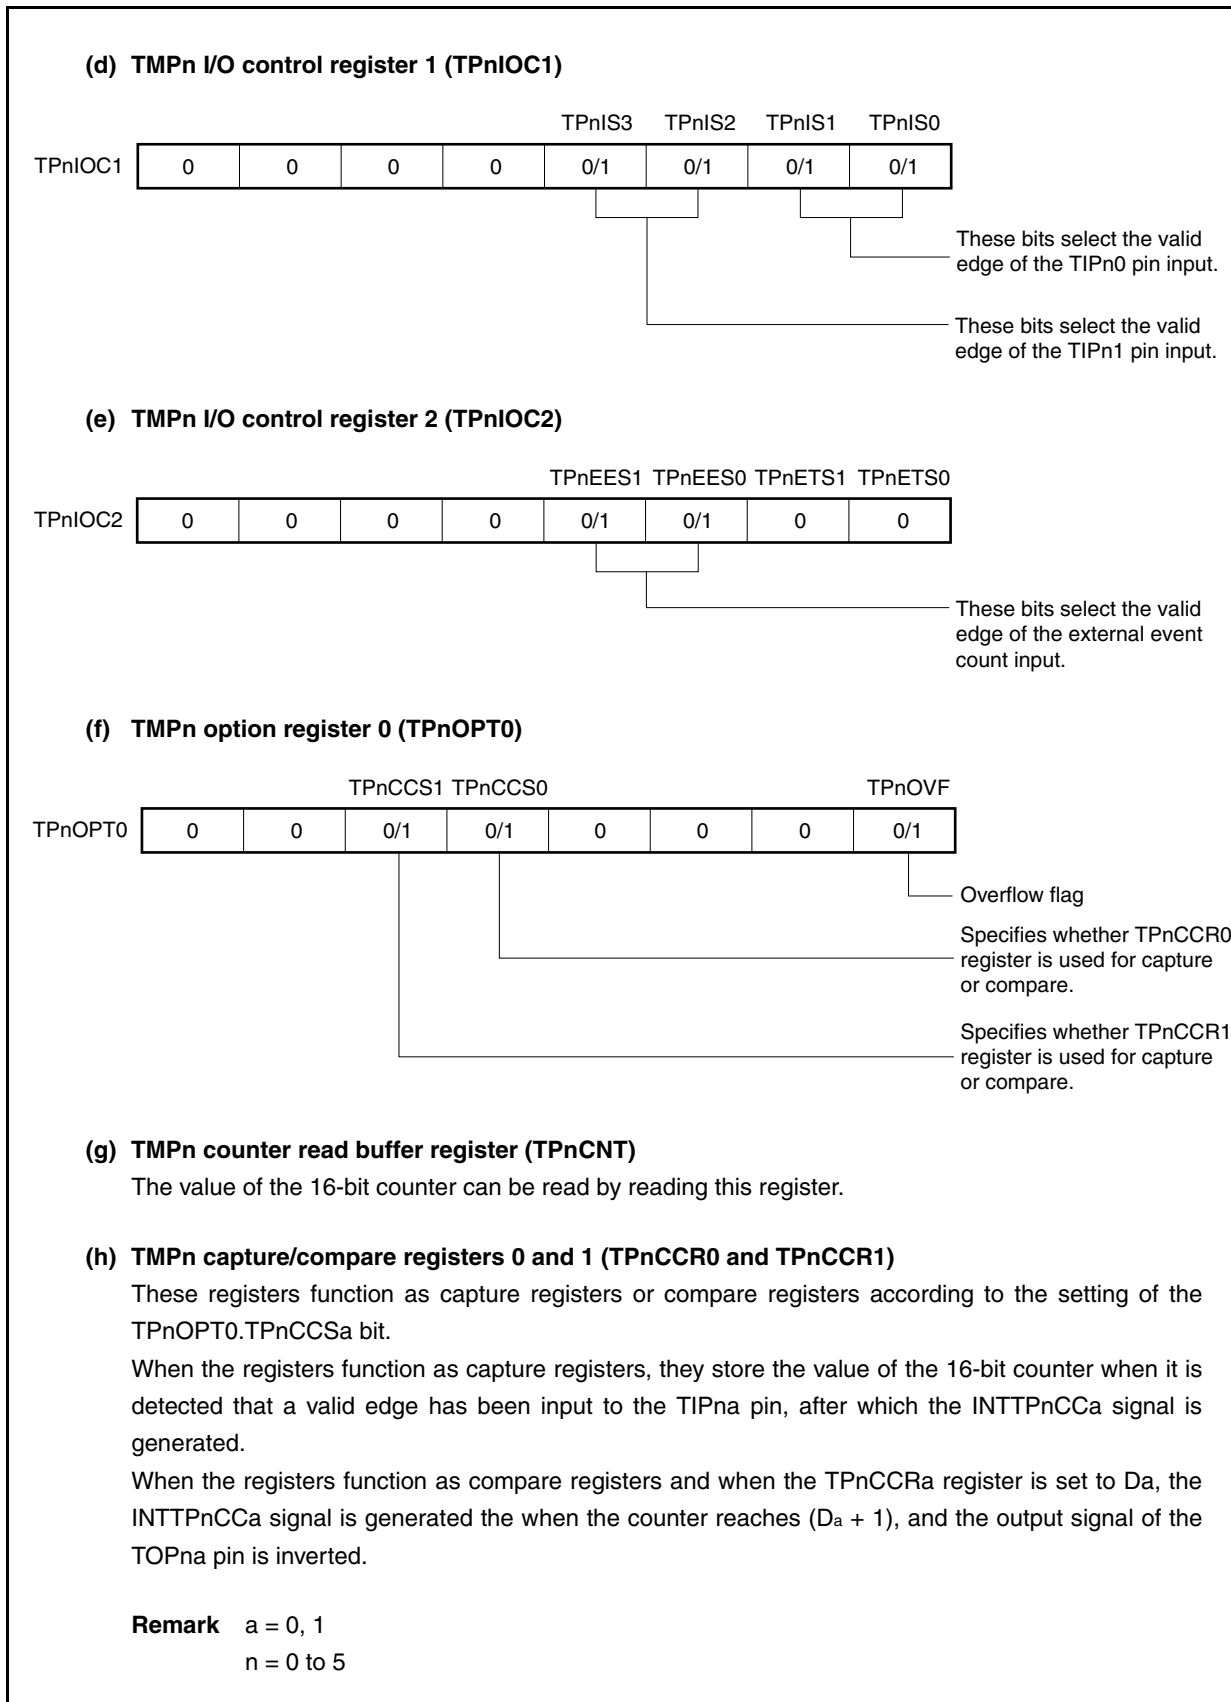 (d) TMPn I/O control register 1 (TPnIOC1)
TPnIS3 TPnIS2 TPnIS1 TPnIS0
TPnIOC1 0 0 0 0 0/1 0/1 0/1 0/1
These bits select the valid
edge of the TIPn0 pin input.
These bits select the valid
edge of the TIPn1 pin input.
(e) TMPn I/O control register 2 (TPnIOC2)
TPnEES1 TPnEES0 TPnETS1 TPnETS0
TPnIOC2 0 0 0 0 0/1 0/1 0 0
These bits select the valid
edge of the external event
count input.
(f) TMPn option register 0 (TPnOPT0)
TPnCCS1 TPnCCS0 TPnOVF
TPnOPT0 0 0 0/1 0/1 0 0 0 0/1
Overflow flag
Specifies whether TPnCCR0
register is used for capture
or compare.
Specifies whether TPnCCR1
register is used for capture
or compare.
(g) TMPn counter read buffer register (TPnCNT)
The value of the 16-bit counter can be read by reading this register.
(h) TMPn capture/compare registers 0 and 1 (TPnCCR0 and TPnCCR1)
These registers function as capture registers or compare registers according to the setting of the
TPnOPT0.TPnCCSa bit.
When the registers function as capture registers, they store the value of the 16-bit counter when it is
detected that a valid edge has been input to the TIPna pin, after which the INTTPnCCa signal is
generated.
When the registers function as compare registers and when the TPnCCRa register is set to Da, the
INTTPnCCa signal is generated the when the counter reaches (Da + 1), and the output signal of the
TOPna pin is inverted.
Remark a = 0, 1
n = 0 to 5